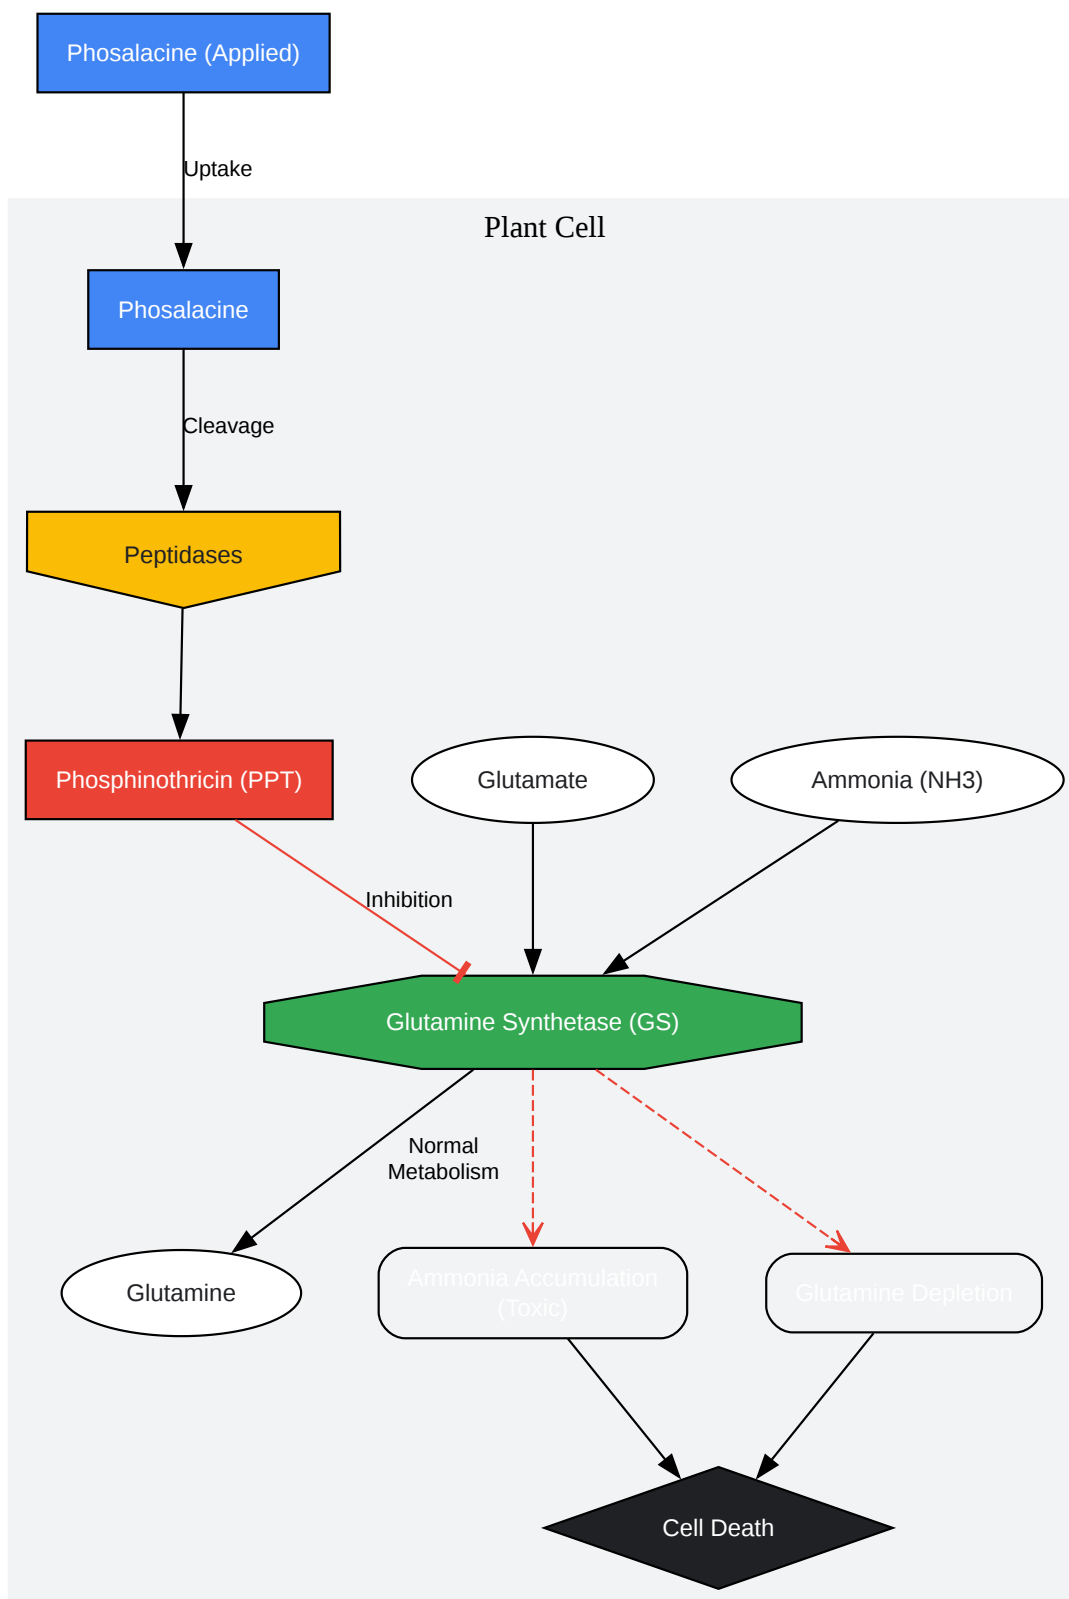 Phosalacine (Applied)
Uptake
Plant Cell
Phosalacine
Cleavage
Peptidases
Phosphinothricin (PPT)
Glutamate
Ammonia (NH3)
Inhibition
Glutamine Synthetase (GS)
Normal
Metabolism
Glutamine
Ammonia Accumulation
(Toxic)
Glutamine Depletion
Cell Death